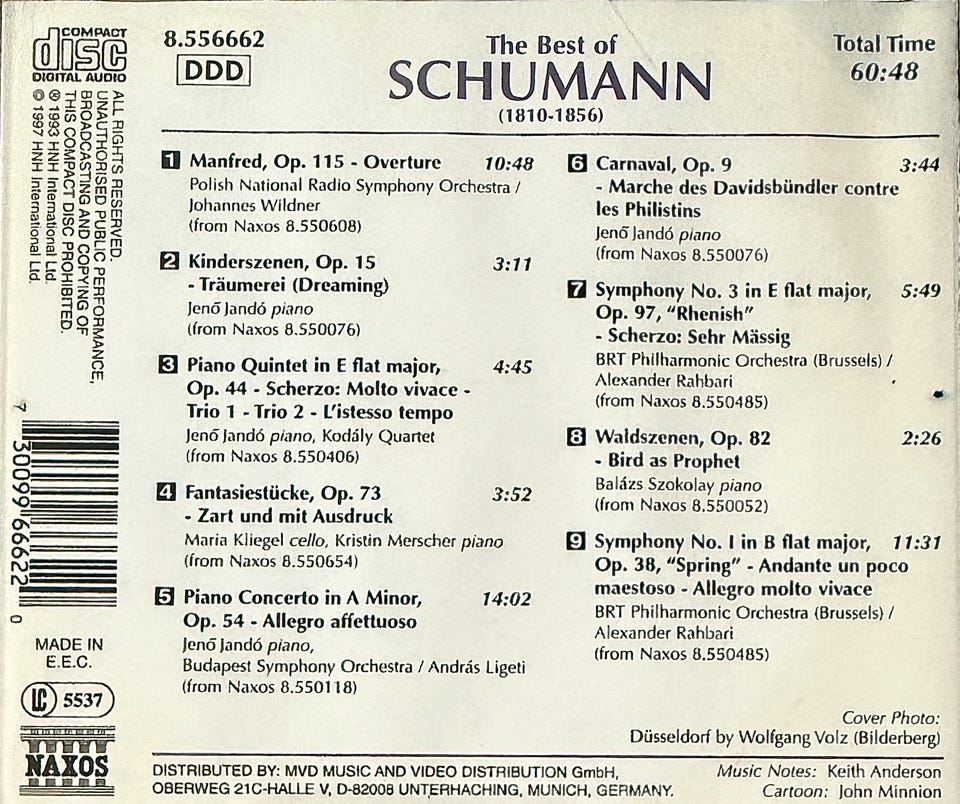 COMPACT
disc
DIGITAL AUDIO
8.556662
DDD
The Best of
SCHUMANN
(1810-1856)
Total Time
60:48
ALL RIGHTS RESERVED.
UNAUTHORISED PUBLIC PERFORMANCE,
BROADCASTING AND COPYING OF
THIS COMPACT DISC PROHIBITED.
℗ 1993 HNH International Ltd.
© 1997 HNH International Ltd.
7 30099 66622 0
MADE IN
E.E.C.
LC 5537
NAXOS
1 Manfred, Op. 115 - Overture 10:48
Polish National Radio Symphony Orchestra /
Johannes Wildner
(from Naxos 8.550608)
2 Kinderszenen, Op. 15 3:11
- Träumerei (Dreaming)
Jenő Jandó piano
(from Naxos 8.550076)
3 Piano Quintet in E flat major, 4:45
Op. 44 - Scherzo: Molto vivace -
Trio 1 - Trio 2 - L'istesso tempo
Jenő Jandó piano, Kodály Quartet
(from Naxos 8.550406)
4 Fantasiestücke, Op. 73 3:52
- Zart und mit Ausdruck
Maria Kliegel cello, Kristin Merscher piano
(from Naxos 8.550654)
5 Piano Concerto in A Minor, 14:02
Op. 54 - Allegro affettuoso
Jenő Jandó piano,
Budapest Symphony Orchestra / András Ligeti
(from Naxos 8.550118)
6 Carnaval, Op. 9 3:44
- Marche des Davidsbündler contre
les Philistins
Jenő Jandó piano
(from Naxos 8.550076)
7 Symphony No. 3 in E flat major, 5:49
Op. 97, "Rhenish"
- Scherzo: Sehr Mässig
BRT Philharmonic Orchestra (Brussels) /
Alexander Rahbari
(from Naxos 8.550485)
8 Waldszenen, Op. 82 2:26
- Bird as Prophet
Balázs Szokolay piano
(from Naxos 8.550052)
9 Symphony No. I in B flat major, 11:31
Op. 38, "Spring" - Andante un poco
maestoso - Allegro molto vivace
BRT Philharmonic Orchestra (Brussels) /
Alexander Rahbari
(from Naxos 8.550485)
Cover Photo:
Düsseldorf by Wolfgang Volz (Bilderberg)
DISTRIBUTED BY: MVD MUSIC AND VIDEO DISTRIBUTION GmbH,
OBERWEG 21C-HALLE V, D-82008 UNTERHACHING, MUNICH, GERMANY.
Music Notes: Keith Anderson
Cartoon: John Minnion